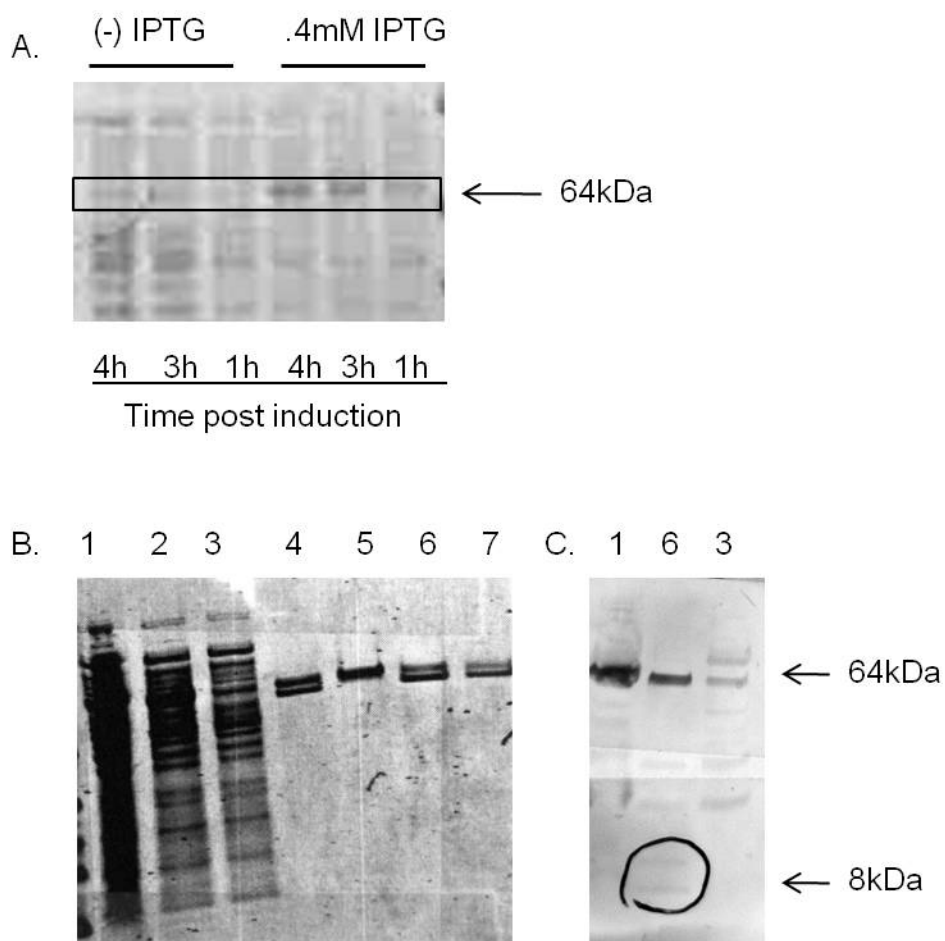 A. (-) IPTG .4mM IPTG
64kDa
4h 3h 1h 4h 3h 1h
Time post induction
B. 1 2 3 4 5 6 7 C. 1 6 3
64kDa
8kDa